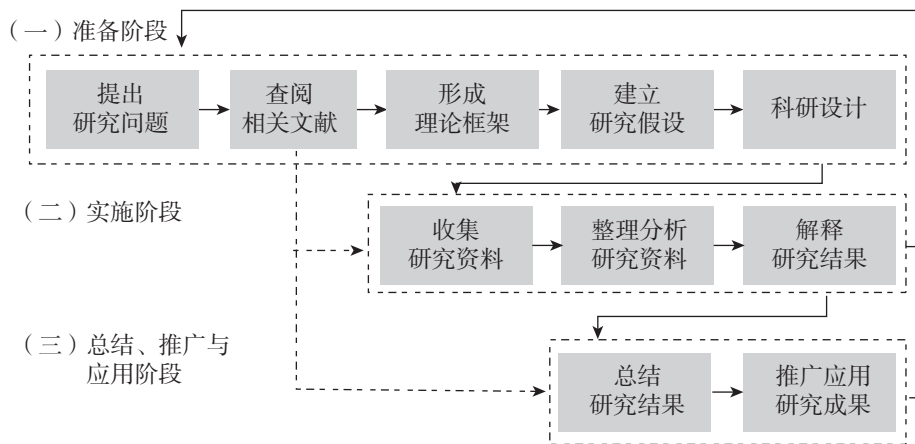 （一）准备阶段
提出
研究问题
查阅
相关文献
形成
理论框架
建立
研究假设
科研设计
（二）实施阶段
收集
研究资料
整理分析
研究资料
解释
研究结果
（三）总结、推广与
应用阶段
总结
研究结果
推广应用
研究成果